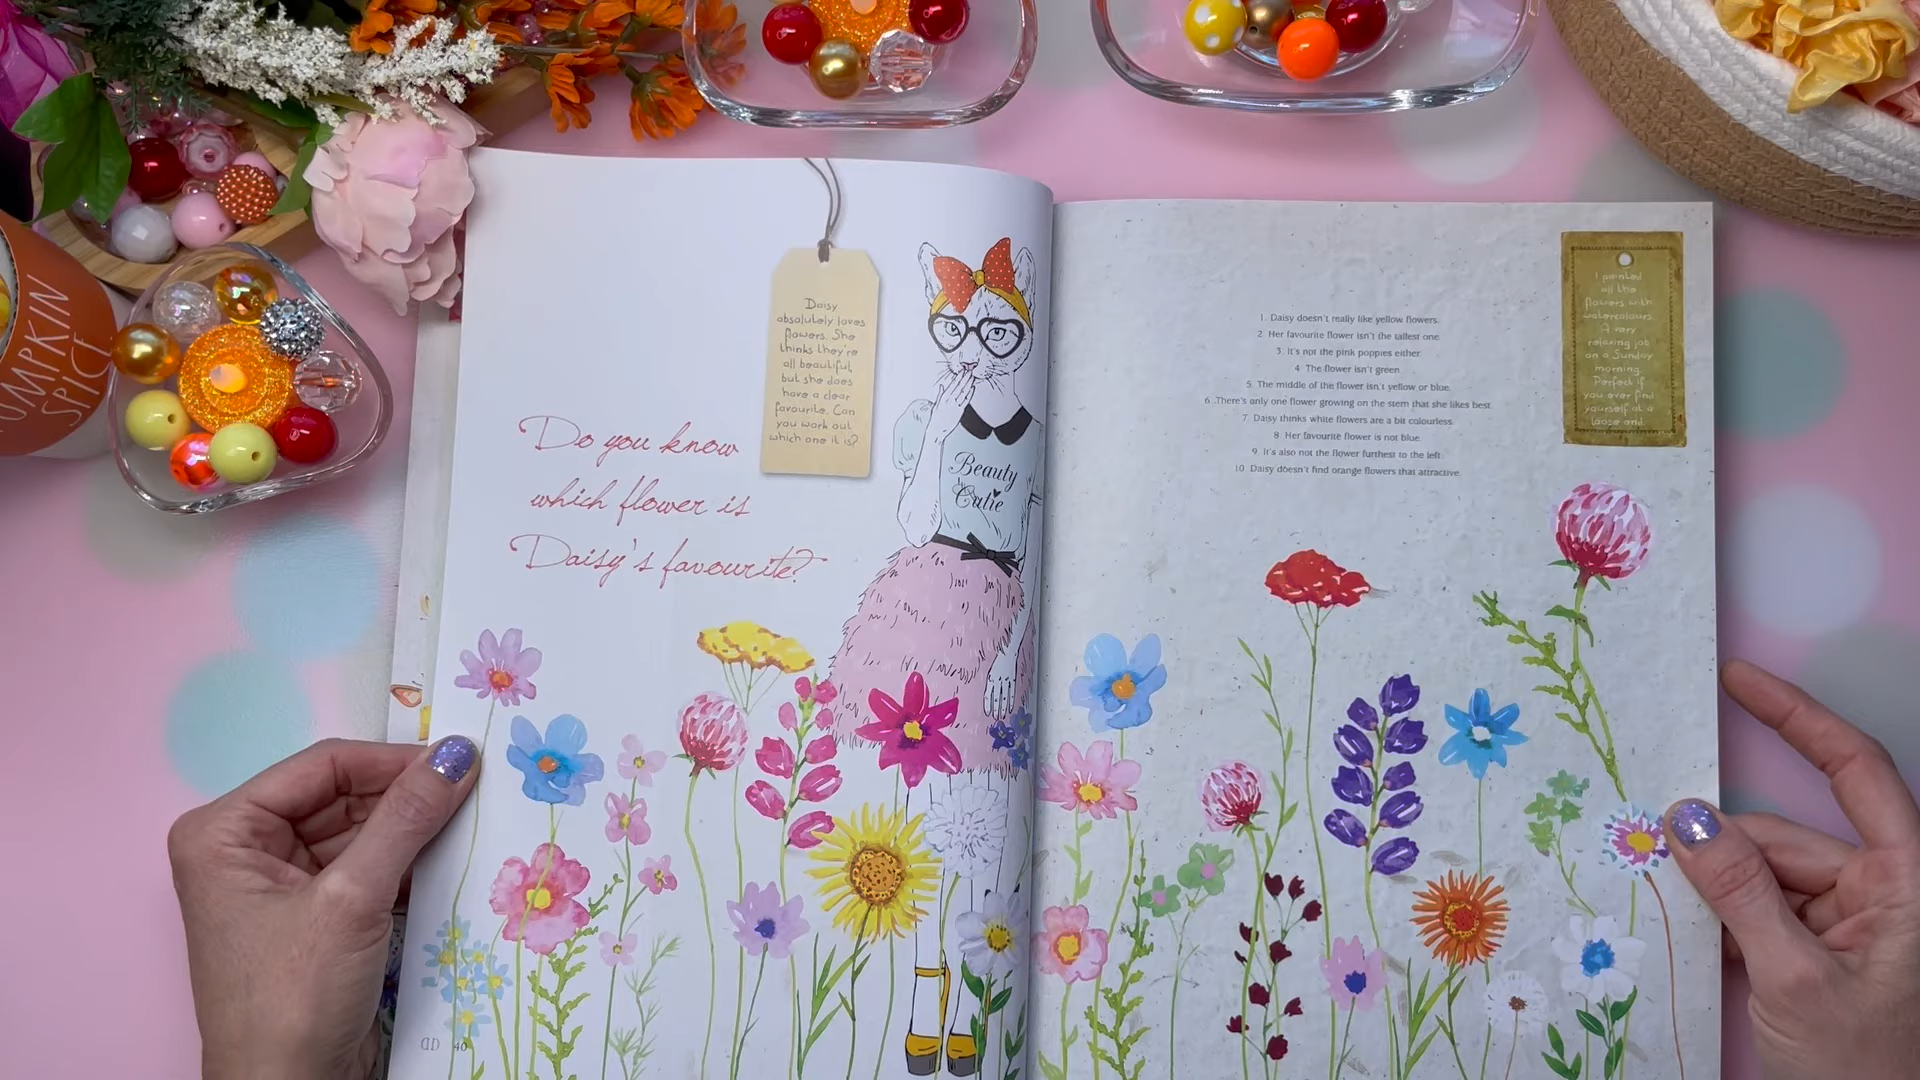 PUMPKIN
SPICE
Do you know
which flower is
Daisy's favourite?
Daisy
absolutely loves
flowers. She
thinks they're
all beautiful,
but she does
have a clear
favourite. Can
you work out
which one it is?
Beauty
Cutie
1. Daisy doesn't really like yellow flowers.
2. Her favourite flower isn't the tallest one.
3. It's not the pink poppies either.
4. The flower isn't green.
5. The middle of the flower isn't yellow or blue.
6. There's only one flower growing on the stem that she likes best.
7. Daisy thinks white flowers are a bit colourless.
8. Her favourite flower is not blue.
9. It's also not the flower furthest to the left.
10. Daisy doesn't find orange flowers that attractive.
I painted
all the
flowers with
watercolours.
A very
relaxing job
on a Sunday
morning.
Perfect if
you ever find
yourself at a
loose end.
40